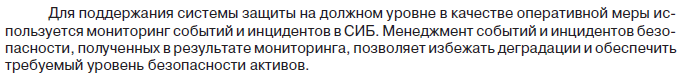 Для поддержания системы защиты на должном уровне в качестве оперативной меры ис-
пользуется мониторинг событий и инцидентов в СИБ. Менеджмент событий и инцидентов безо-
пасности, полученных в результате мониторинга, позволяет избежать деградации и обеспечить
требуемый уровень безопасности активов.